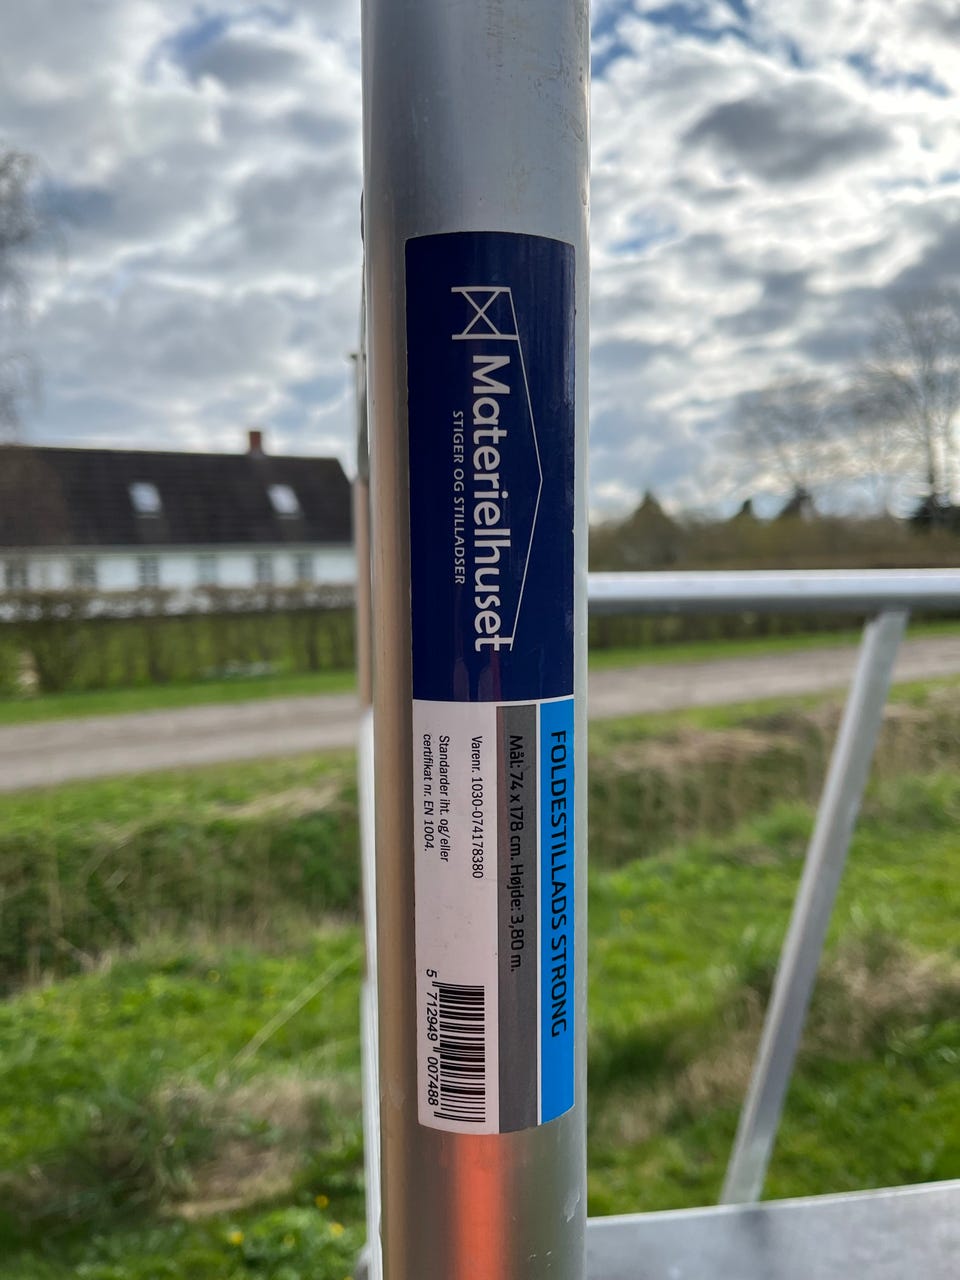 Materielhuset
STIGER OG STILLADSER
FOLDESTILLADS STRONG
Mål: 74 x 178 cm. Højde: 3,80 m.
Varenr. 1030-074178380
Standarder iht. og/eller
certifikat nr. EN 1004.
5 712949 007488